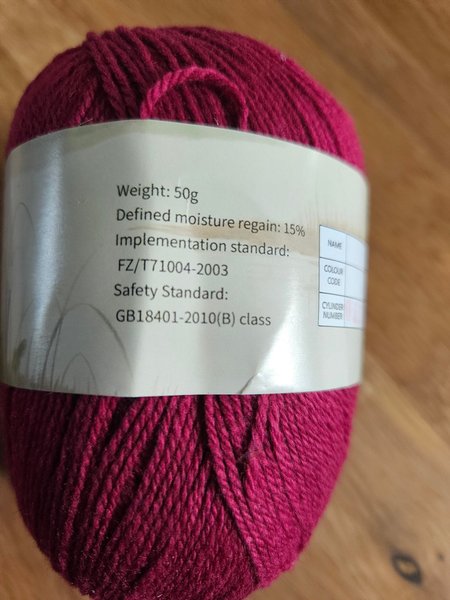 Weight: 50g
Defined moisture regain: 15%
Implementation standard:
FZ/T71004-2003
Safety Standard:
GB18401-2010(B) class
NAME
COLOUR
CODE
CYLINDER
NUMBER